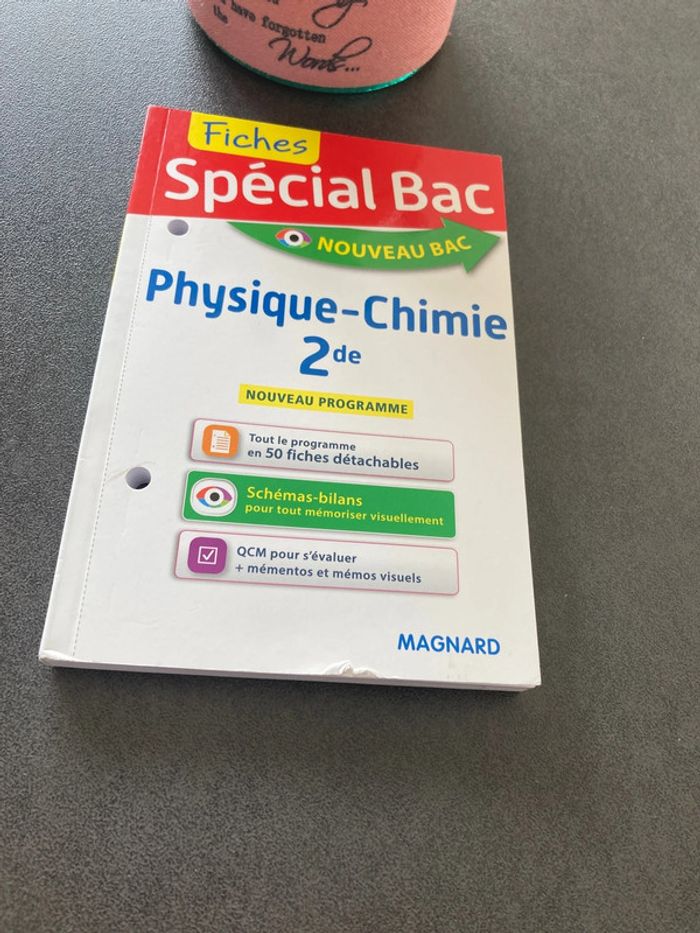 have forgotten
the
Words...
Fiches
Spécial Bac
NOUVEAU BAC
Physique-Chimie
2de
NOUVEAU PROGRAMME
Tout le programme
en 50 fiches détachables
Schémas-bilans
pour tout mémoriser visuellement
QCM pour s'évaluer
+ mémentos et mémos visuels
MAGNARD